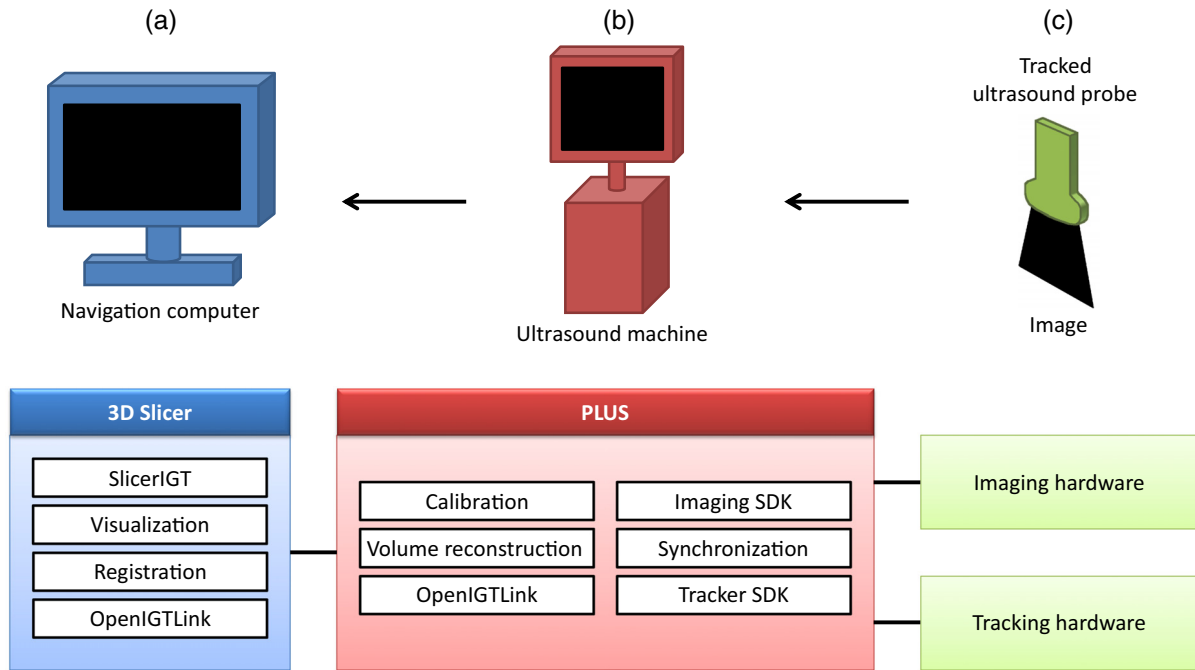 (a)
(b)
(c)
Tracked
ultrasound probe
Navigation computer
Ultrasound machine
Image
3D Slicer
SlicerIGT
Visualization
Registration
OpenIGTLink
PLUS
Calibration
Volume reconstruction
OpenIGTLink
Imaging SDK
Synchronization
Tracker SDK
Imaging hardware
Tracking hardware